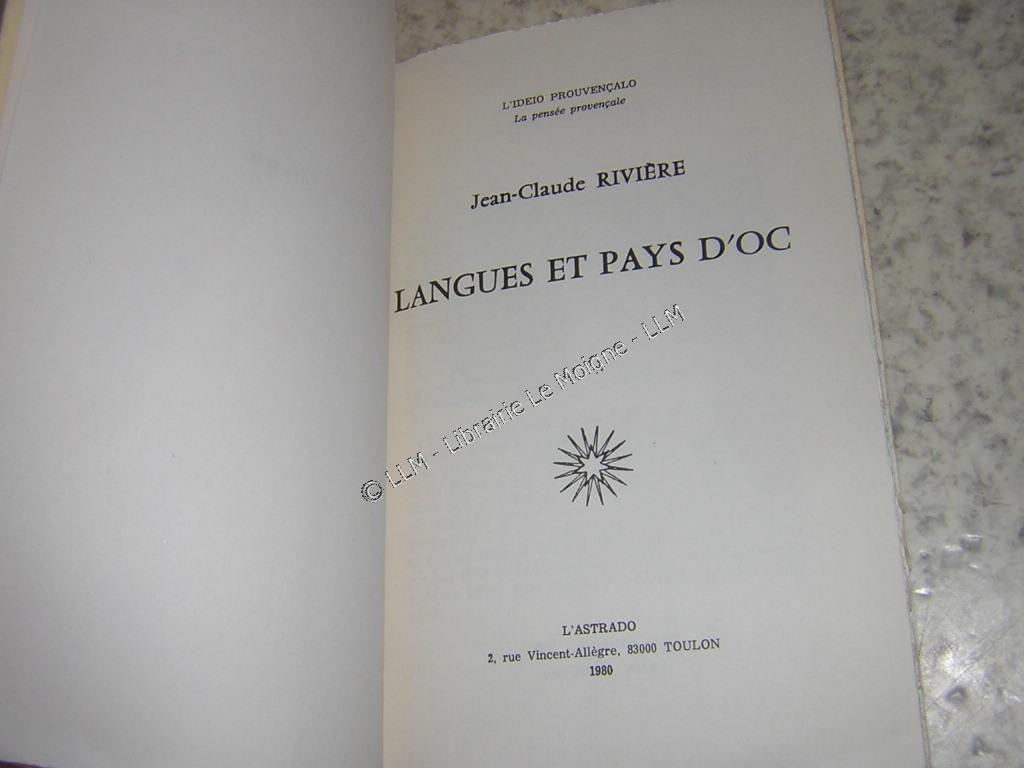 L'IDEIO PROUVENÇALO
La pensée provençale
Jean-Claude RIVIÈRE
LANGUES ET PAYS D'OC
© LLM - Librairie Le Moigne - LLM
L'ASTRADO
2, rue Vincent-Allègre, 83000 TOULON
1980